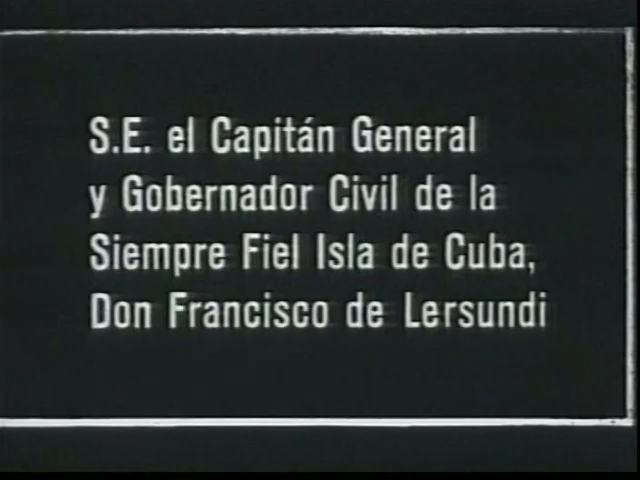 S.E. el Capitán General
y Gobernador Civil de la
Siempre Fiel Isla de Cuba,
Don Francisco de Lersundi